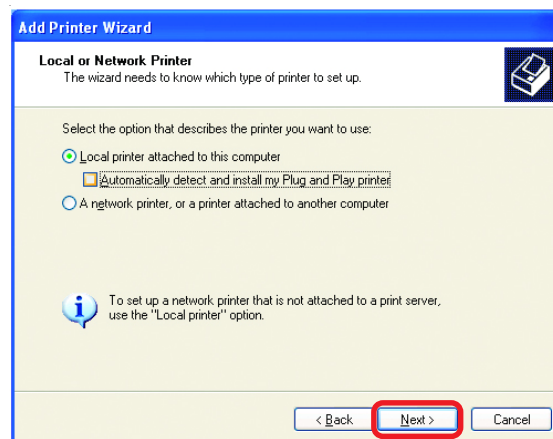 Add Printer Wizard
Local or Network Printer
The wizard needs to know which type of printer to set up.
Select the option that describes the printer you want to use:
Local printer attached to this computer
Automatically detect and install my Plug and Play printer
A network printer, or a printer attached to another computer
To set up a network printer that is not attached to a print server,
use the "Local printer" option.
< Back
Next >
Cancel